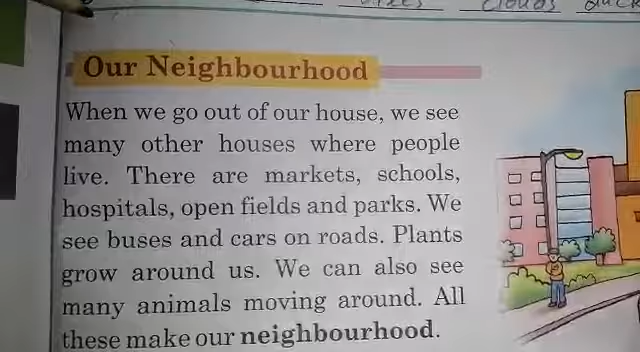 clouds
Our Neighbourhood
When we go out of our house, we see
many other houses where people
live. There are markets, schools,
hospitals, open fields and parks. We
see buses and cars on roads. Plants
grow around us. We can also see
many animals moving around. All
these make our neighbourhood.